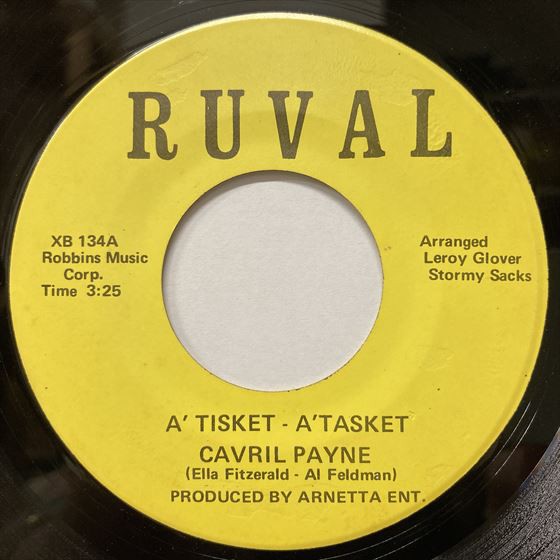 RUVAL
XB 134A
Robbins Music
Corp.
Time 3:25
Arranged
Leroy Glover
Stormy Sacks
A' TISKET - A'TASKET
CAVRIL PAYNE
(Ella Fitzgerald - Al Feldman)
PRODUCED BY ARNETTA ENT.